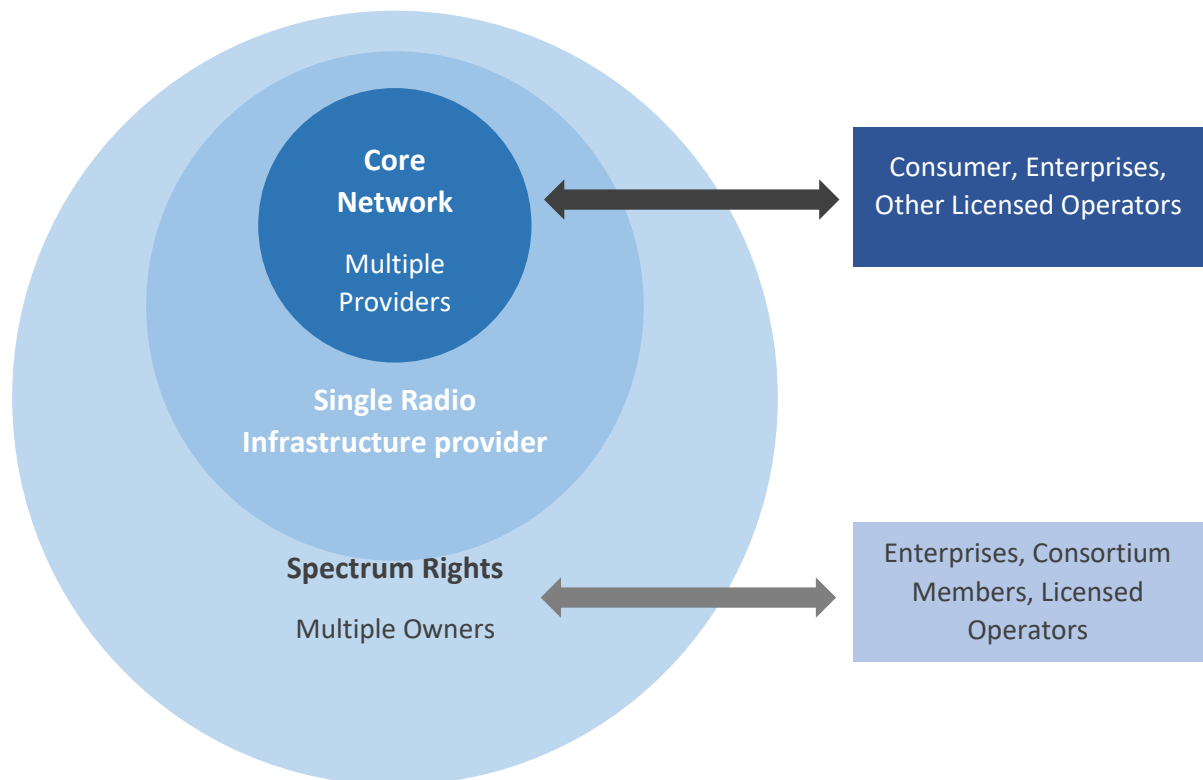 Core
Network
Multiple
Providers
Single Radio
Infrastructure provider
Spectrum Rights
Multiple Owners
Consumer, Enterprises,
Other Licensed Operators
Enterprises, Consortium
Members, Licensed
Operators